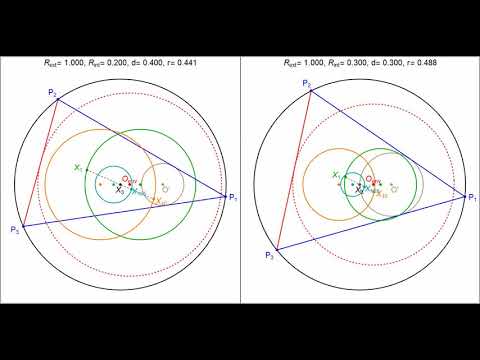 R_ext= 1.000, R_int= 0.200, d= 0.400, r= 0.441
P₂
X₁
X₃
O'
P₁
P₃
R_ext= 1.000, R_int= 0.300, d= 0.300, r= 0.488
P₂
X₁
O'
P₁
P₃